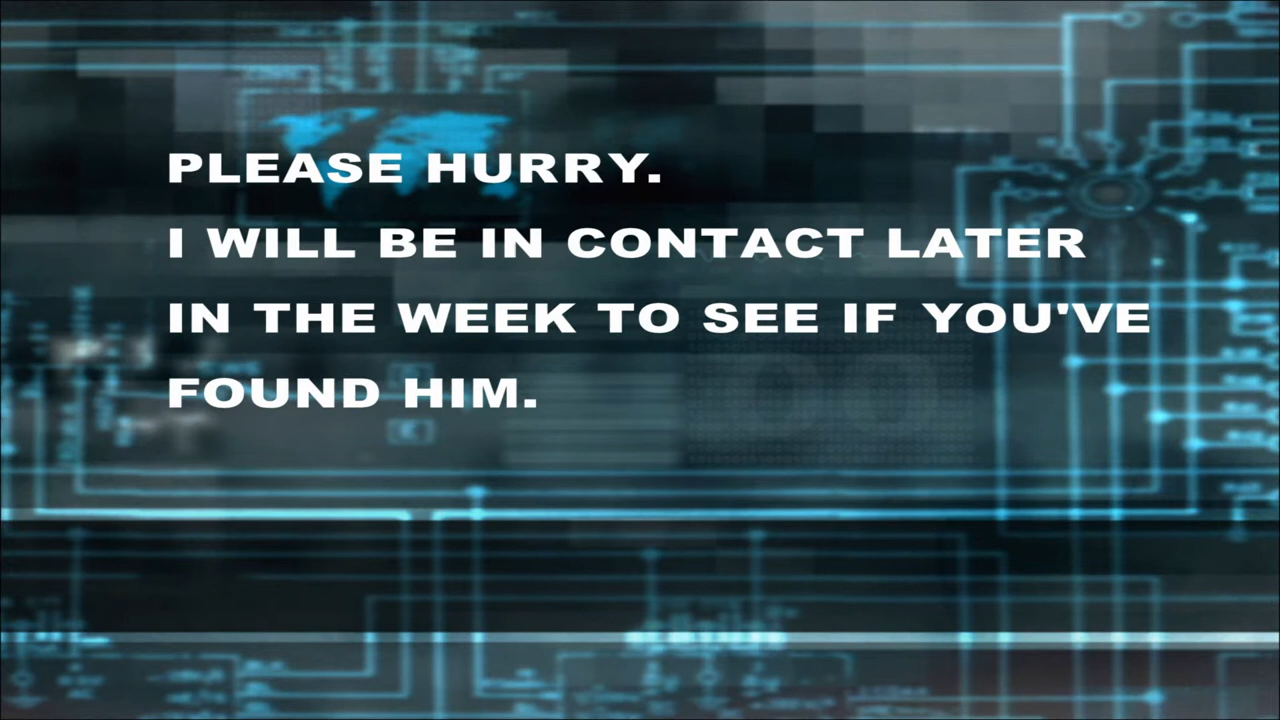 PLEASE HURRY.
I WILL BE IN CONTACT LATER
IN THE WEEK TO SEE IF YOU'VE
FOUND HIM.